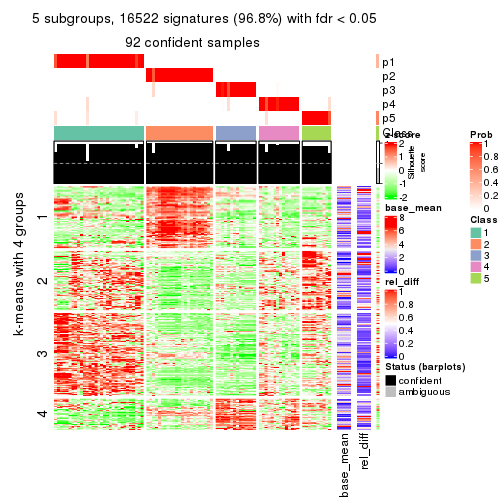 5 subgroups, 16522 signatures (96.8%) with fdr < 0.05
92 confident samples
p1
p2
p3
p4
p5
Class
Silhouette
score
k-means with 4 groups
1
2
3
4
base_mean
rel_diff
z-score
2
1
0
-1
-2
base_mean
8
6
4
2
0
rel_diff
1
0.8
0.6
0.4
0.2
0
Status (barplots)
confident
ambiguous
Prob
1
0.8
0.6
0.4
0.2
0
Class
1
2
3
4
5